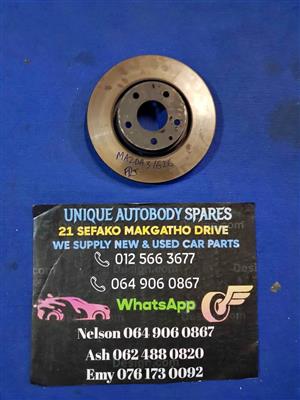 MAZDA 3 / 626
UNIQUE AUTOBODY SPARES
21 SEFAKO MAKGATHO DRIVE
WE SUPPLY NEW & USED CAR PARTS
012 566 3677
064 906 0867
WhatsApp
Nelson 064 906 0867
Ash 062 488 0820
Emy 076 173 0092